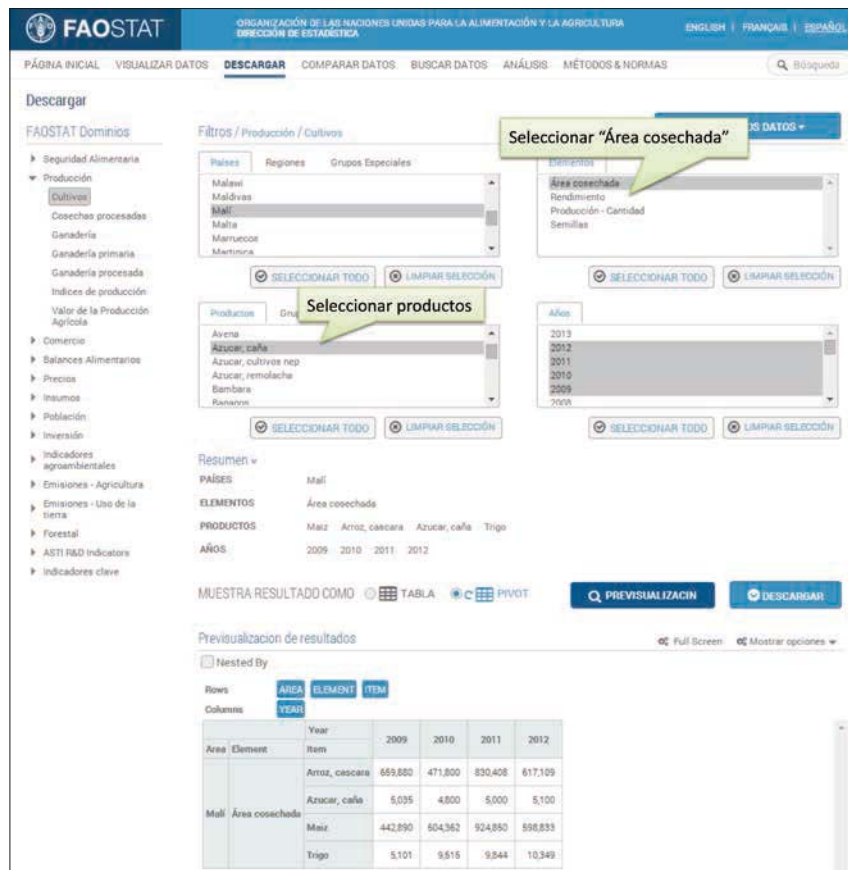 FAOSTAT
ORGANIZACIÓN DE LAS NACIONES UNIDAS PARA LA ALIMENTACIÓN Y LA AGRICULTURA
DIRECCIÓN DE ESTADÍSTICA
ENGLISH | FRANÇAIS | ESPAÑOL
PÁGINA INICIAL VISUALIZAR DATOS DESCARGAR COMPARAR DATOS BUSCAR DATOS ANÁLISIS MÉTODOS & NORMAS Búsqueda
Descargar
FAOSTAT Dominios
Seguridad Alimentaria
Producción
Cultivos
Cosechas procesadas
Ganadería
Ganadería primaria
Ganadería procesada
Indices de producción
Valor de la Producción
Agrícola
Comercio
Balances Alimentarios
Precios
Insumos
Población
Inversión
Indicadores
agroambientales
Emisiones - Agricultura
Emisiones - Uso de la
tierra
Forestal
ASTI R&D Indicators
Indicadores clave
Filtros / Producción / Cultivos
DATOS
Seleccionar "Área cosechada"
Países Regiones Grupos Especiales
Malawi
Maldivas
Malí
Malta
Marruecos
Martinica
SELECCIONAR TODO LIMPIAR SELECCIÓN
Elementos
Área cosechada
Rendimiento
Producción - Cantidad
Semillas
SELECCIONAR TODO LIMPIAR SELECCIÓN
Seleccionar productos
Productos
Avena
Azucar, caña
Azucar, cultivos nep
Azucar, remolacha
Bambara
Bananos
SELECCIONAR TODO LIMPIAR SELECCIÓN
Años
2013
2012
2011
2010
2009
2008
SELECCIONAR TODO LIMPIAR SELECCIÓN
Resumen
PAÍSES Malí
ELEMENTOS Área cosechada
PRODUCTOS Maiz Arroz, cascara Azucar, caña Trigo
AÑOS 2009 2010 2011 2012
MUESTRA RESULTADO COMO TABLA PIVOT PREVISUALIZACIN DESCARGAR
Previsualizacion de resultados Full Screen Mostrar opciones
Nested By
Rows AREA ELEMENT ITEM
Columns YEAR
Year 2009 2010 2011 2012
Area Element Item
Malí Área cosechada
Arroz, cascara 659,880 471,800 830,408 617,109
Azucar, caña 5,035 4,800 5,000 5,100
Maiz 442,890 504,362 924,850 598,833
Trigo 5,101 9,515 9,844 10,349